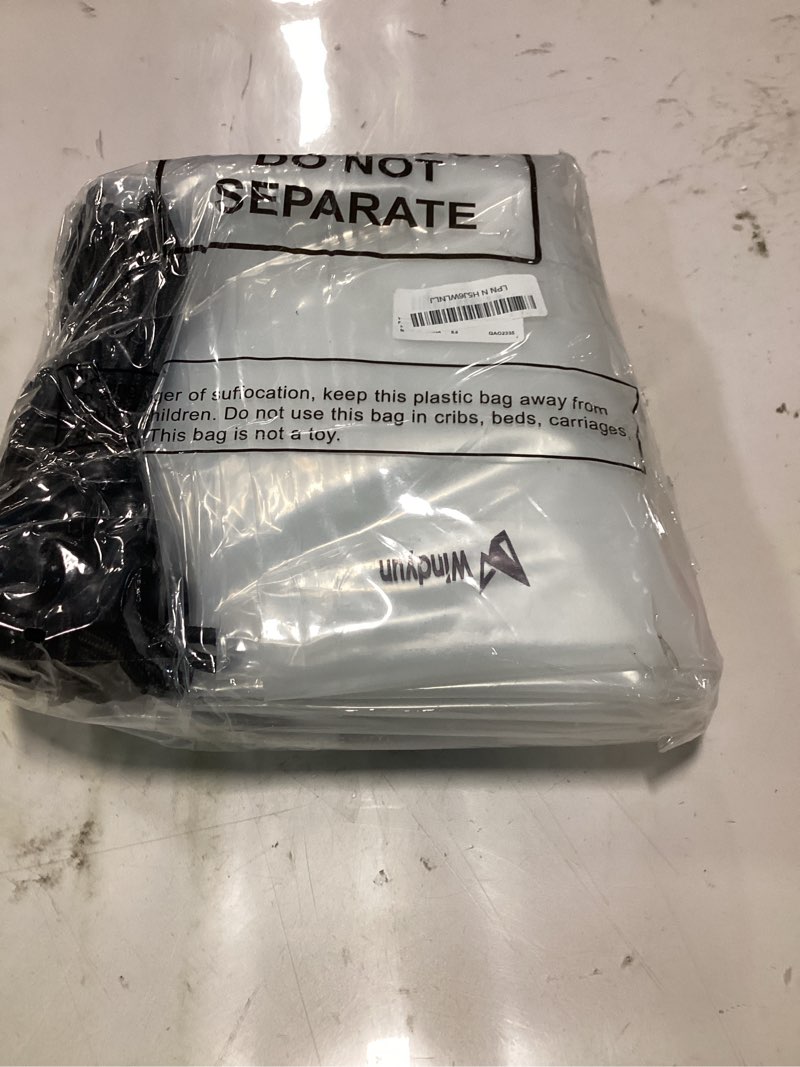 DO NOT
SEPARATE
LPN N HSJ6WLNLJ
QAO2235
ger of suffocation, keep this plastic bag away from
hildren. Do not use this bag in cribs, beds, carriages
This bag is not a toy.
Windyun